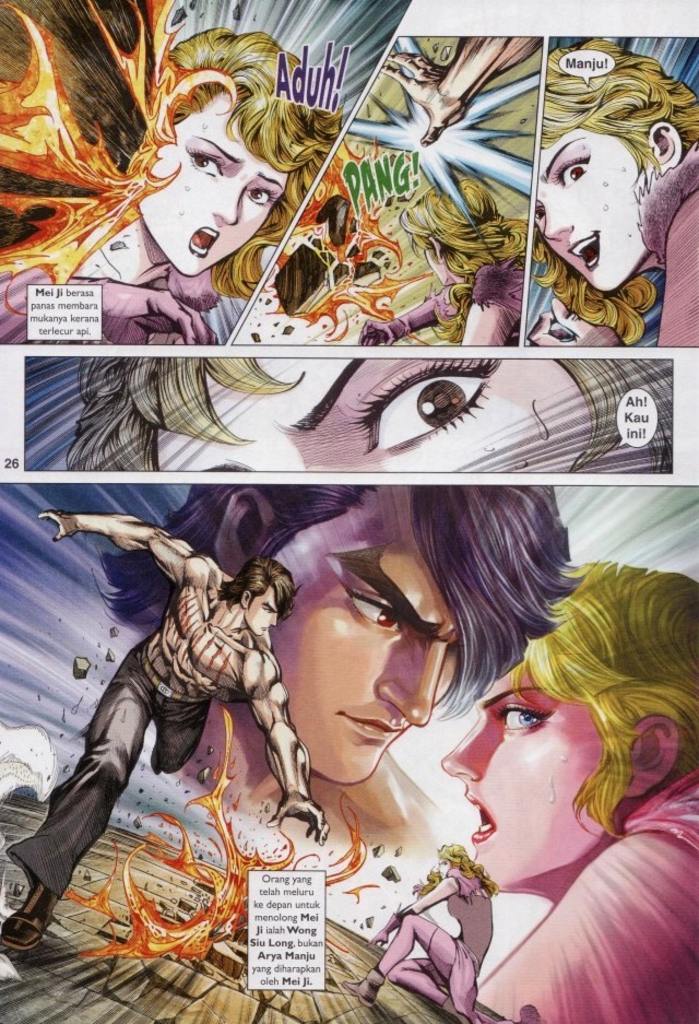 Aduh!
Mei Ji berasa
panas membara
mukanya kerana
terlecur api.
PANG!
Manju!
Ah!
Kau
ini!
26
Orang yang
telah meluru
ke depan untuk
menolong Mei
Ji ialah Wong
Siu Long, bukan
Arya Manju
yang diharapkan
oleh Mei Ji.